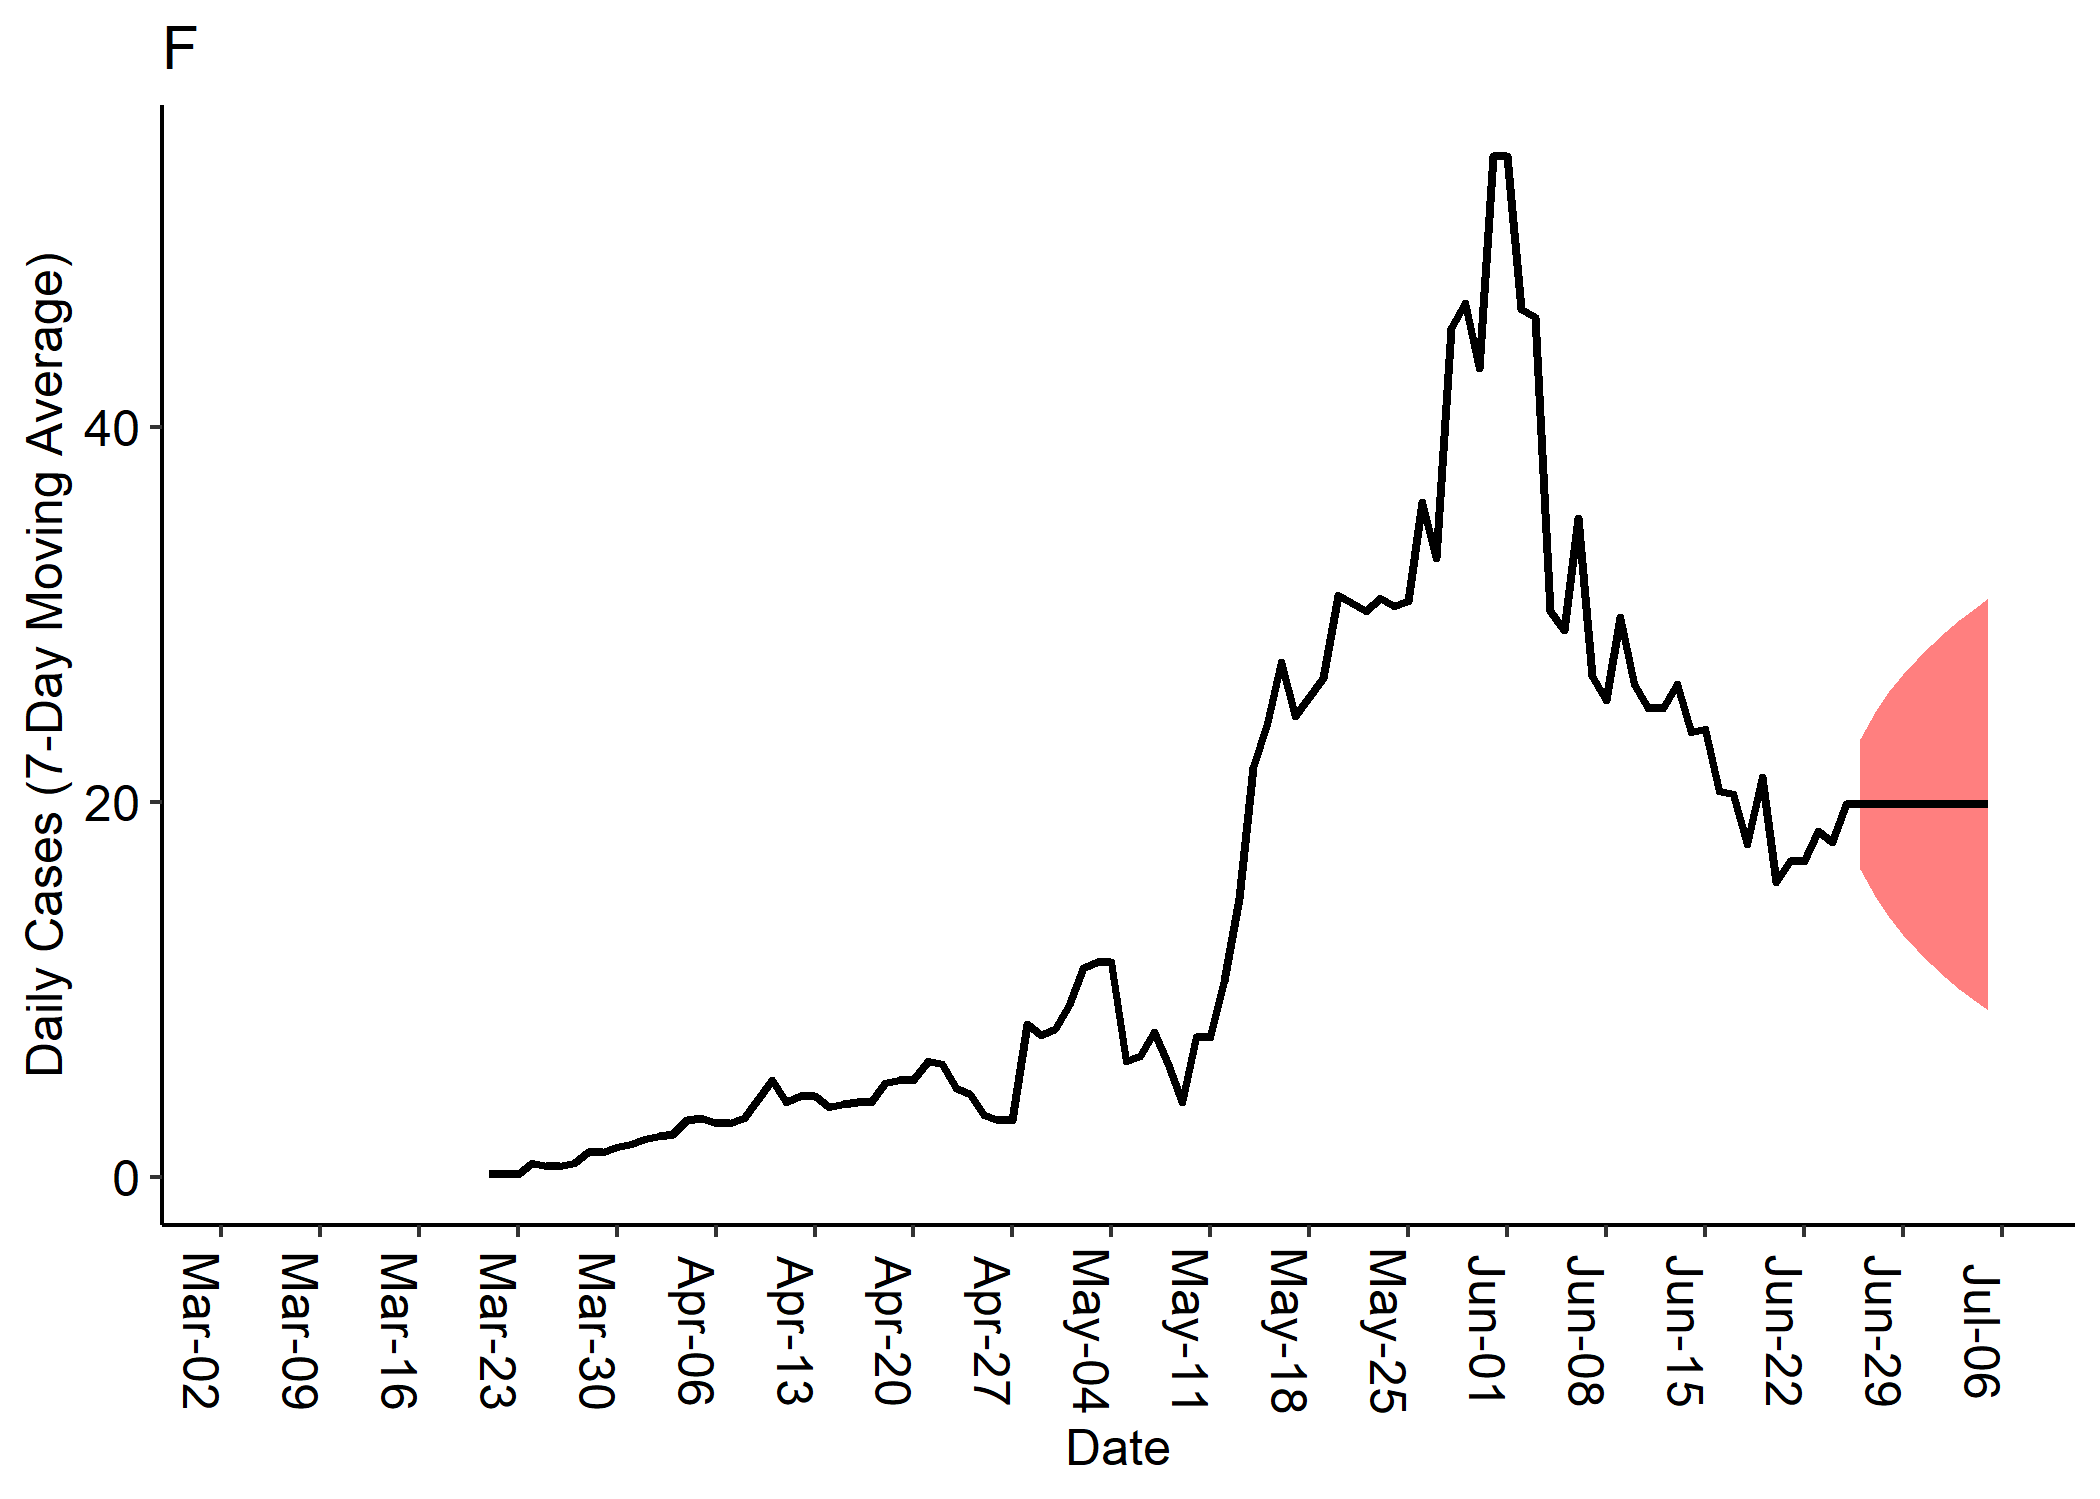 F
Daily Cases (7-Day Moving Average)
40
20
0
Mar-02
Mar-09
Mar-16
Mar-23
Mar-30
Apr-06
Apr-13
Apr-20
Apr-27
May-04
May-11
May-18
May-25
Jun-01
Jun-08
Jun-15
Jun-22
Jun-29
Jul-06
Date